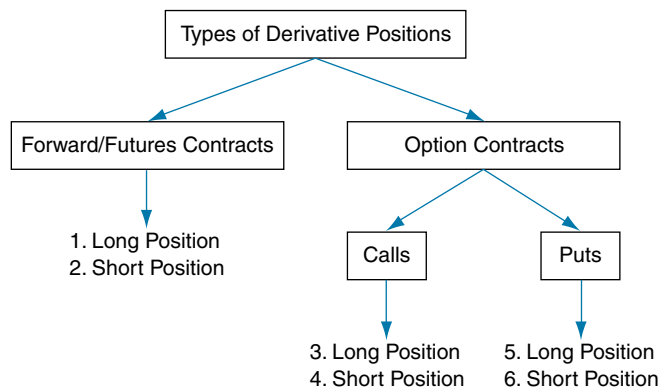 Types of Derivative Positions
Forward/Futures Contracts
Option Contracts
1. Long Position
2. Short Position
Calls
Puts
3. Long Position
4. Short Position
5. Long Position
6. Short Position